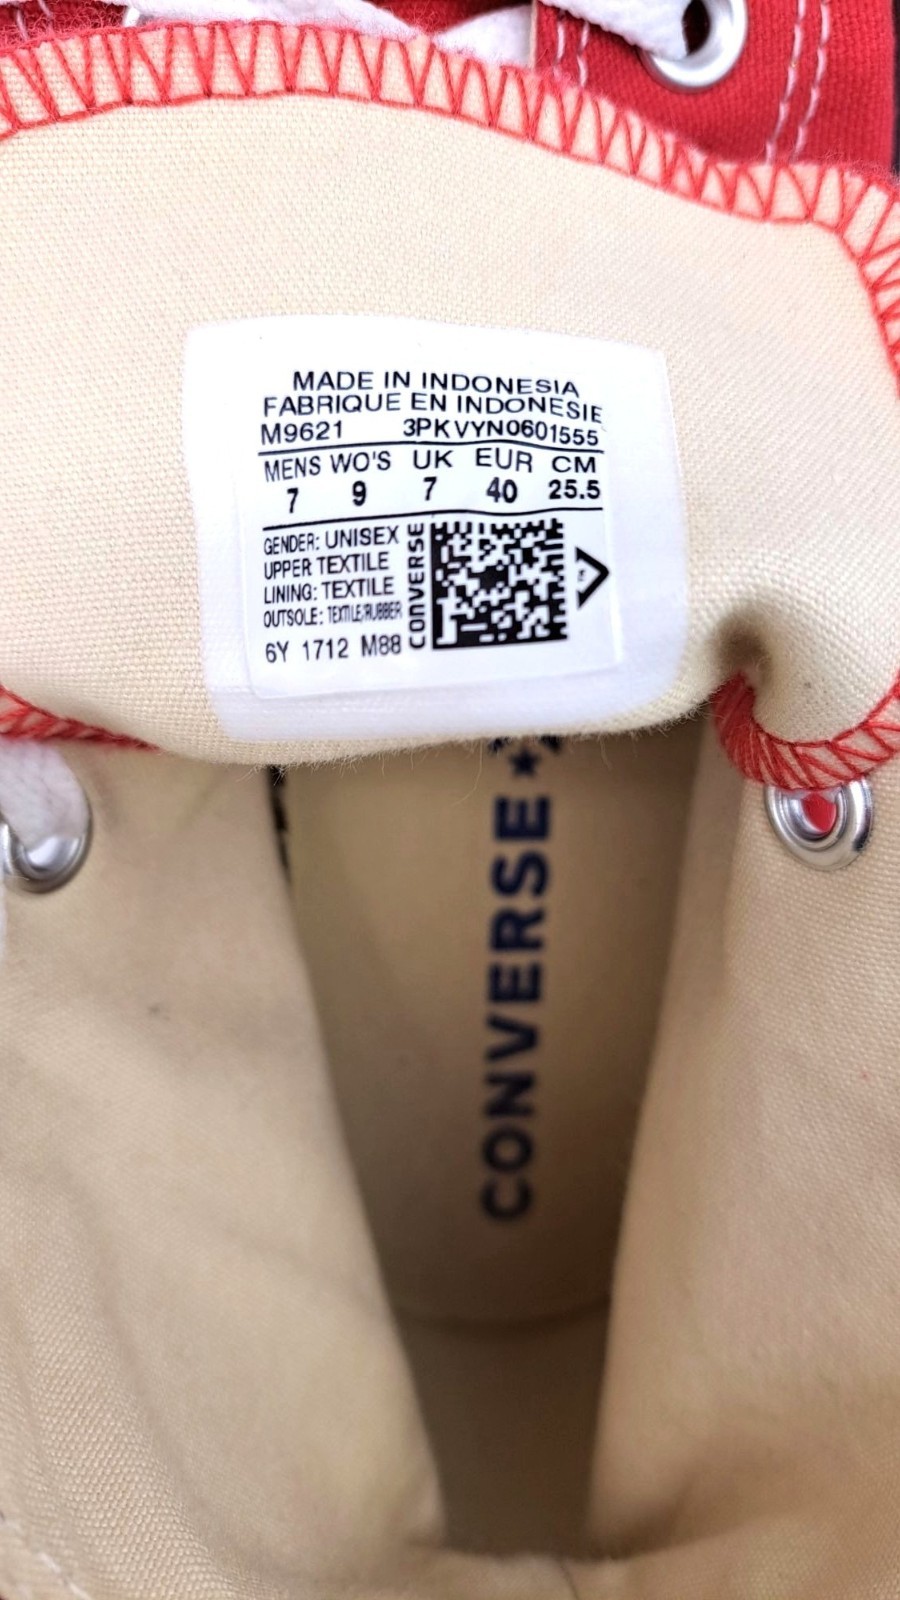 MADE IN INDONESIA
FABRIQUE EN INDONESIE
M9621 3PKVYN0601555
MENS WO'S UK EUR CM
7 9 7 40 25.5
GENDER: UNISEX
UPPER TEXTILE
LINING: TEXTILE
OUTSOLE: TEXTILE/RUBBER
6Y 1712 M88
CONVERSE
CONVERSE